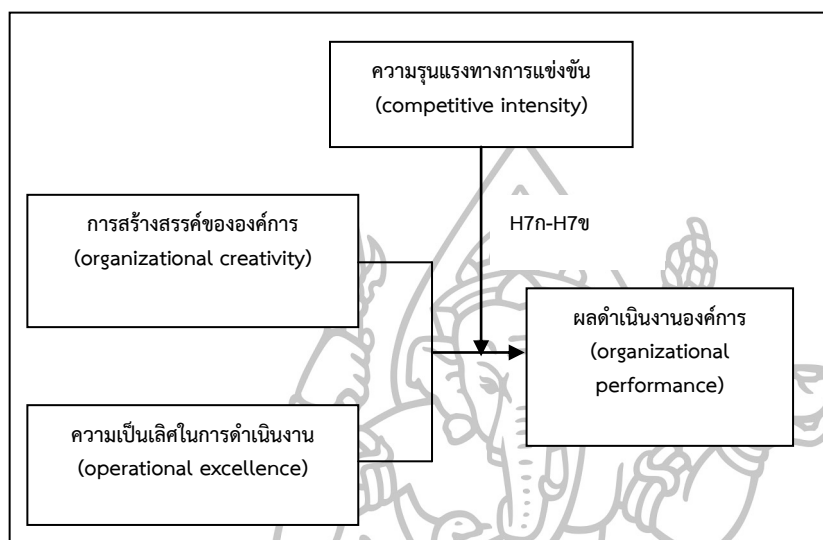 ความรุนแรงทางการแข่งขัน
(competitive intensity)
การสร้างสรรค์ขององค์การ
(organizational creativity)
H7ก-H7ข
ผลดำเนินงานองค์การ
(organizational
performance)
ความเป็นเลิศในการดำเนินงาน
(operational excellence)